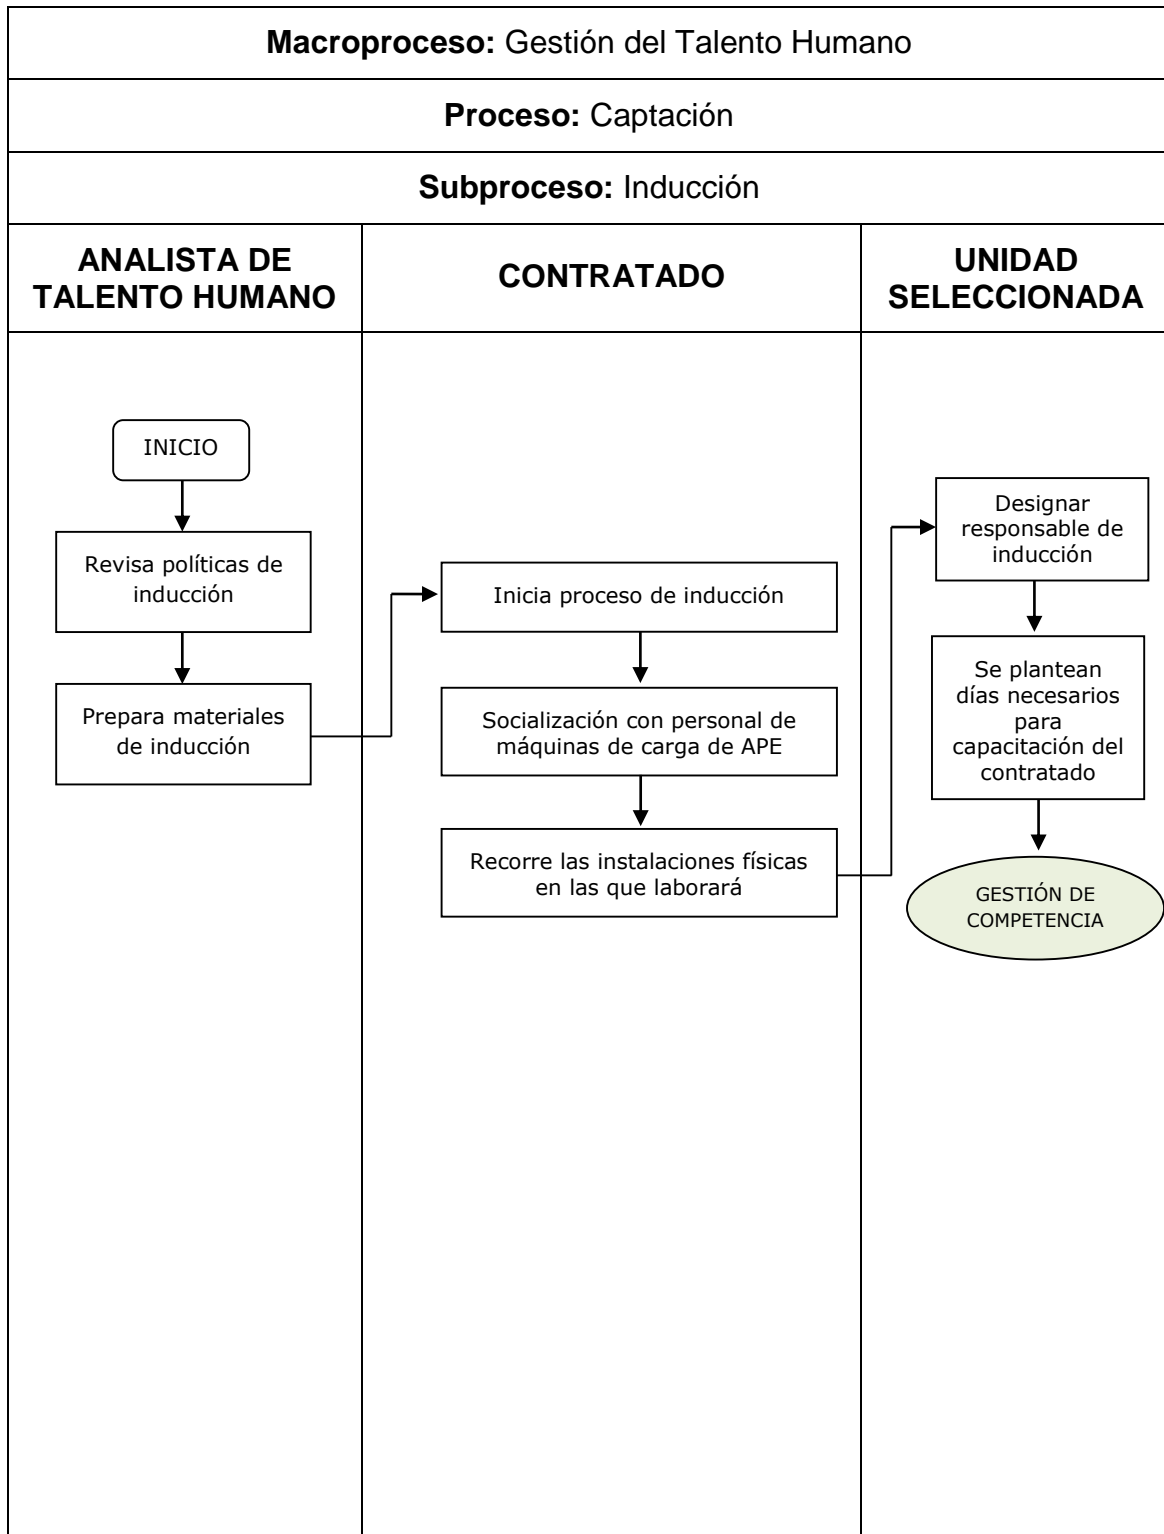 Macroproceso: Gestión del Talento Humano
Proceso: Captación
Subproceso: Inducción
ANALISTA DE
TALENTO HUMANO
CONTRATADO
UNIDAD
SELECCIONADA
INICIO
Revisa políticas de
inducción
Prepara materiales
de inducción
Inicia proceso de inducción
Socialización con personal de
máquinas de carga de APE
Recorre las instalaciones físicas
en las que laborará
Designar
responsable de
inducción
Se plantean
días necesarios
para
capacitación del
contratado
GESTIÓN DE
COMPETENCIA